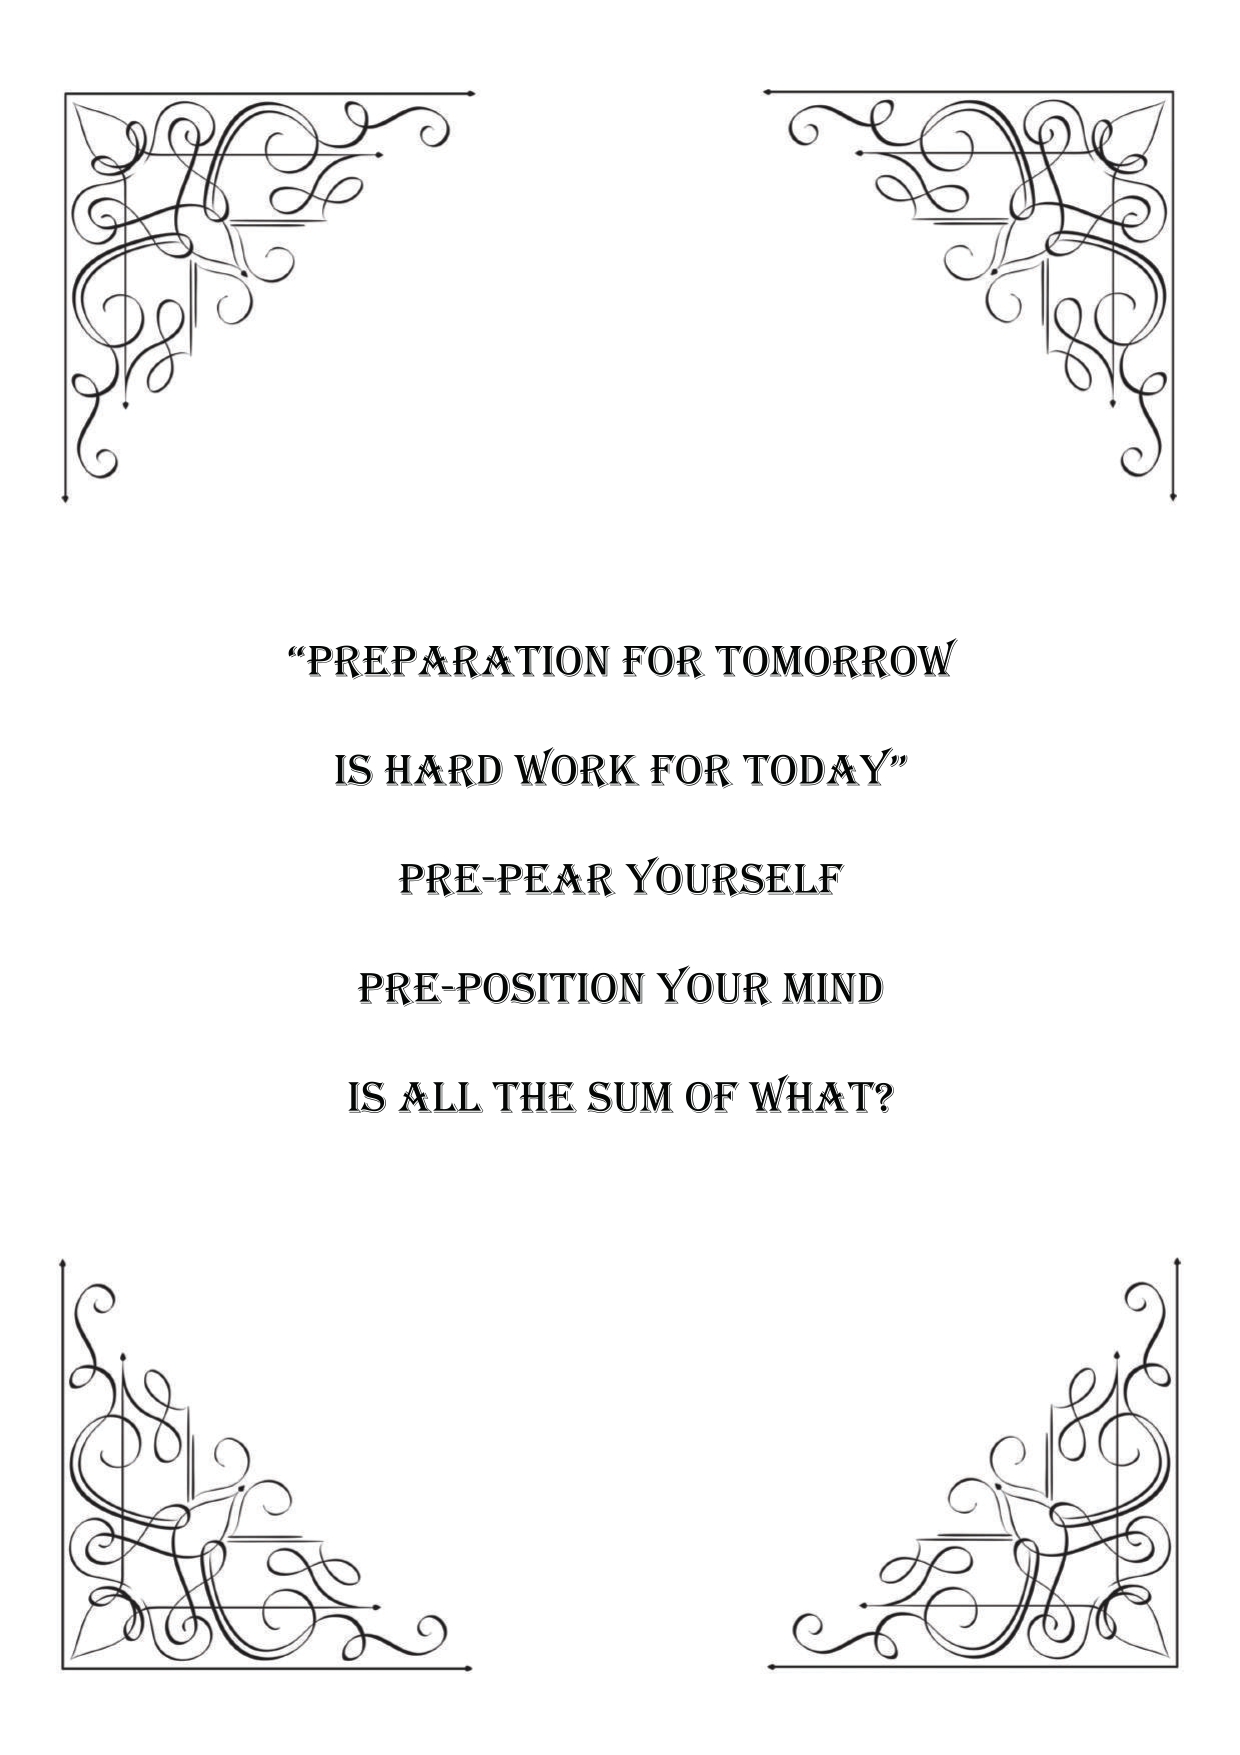 “PREPARATION FOR TOMORROW
IS HARD WORK FOR TODAY”
PRE-PEAR YOURSELF
PRE-POSITION YOUR MIND
IS ALL THE SUM OF WHAT?